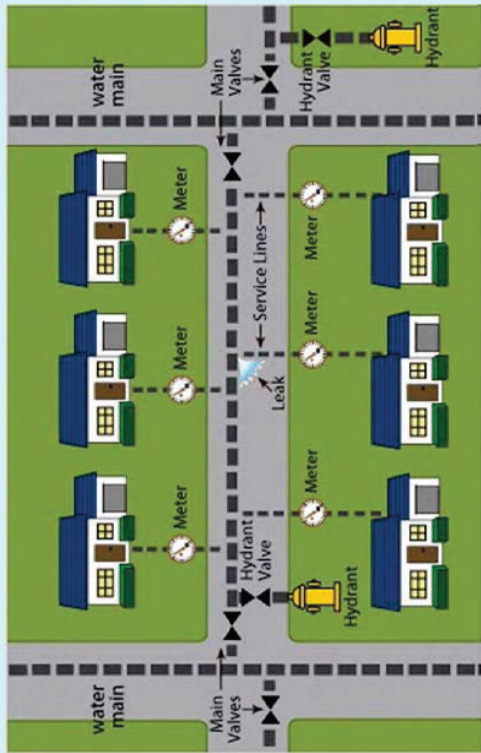 water
main
Main
Valves
Hydrant
Valve
Hydrant
Meter
Meter
Meter
Service Lines
Leak
Meter
Meter
Meter
Hydrant
Valve
Hydrant
water
main
Main
Valves